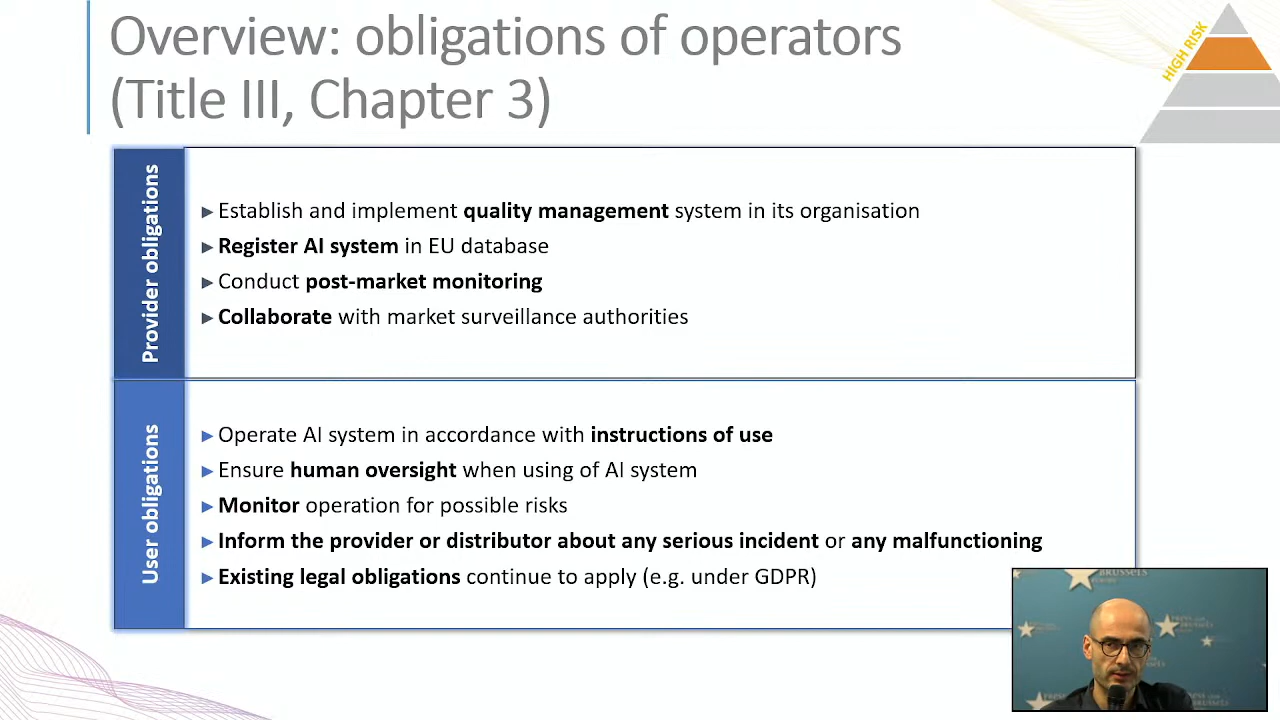 Overview: obligations of operators
(Title III, Chapter 3)
HIGH RISK
Provider obligations
►Establish and implement quality management system in its organisation
►Register AI system in EU database
►Conduct post-market monitoring
►Collaborate with market surveillance authorities
User obligations
►Operate AI system in accordance with instructions of use
►Ensure human oversight when using of AI system
►Monitor operation for possible risks
►Inform the provider or distributor about any serious incident or any malfunctioning
►Existing legal obligations continue to apply (e.g. under GDPR)
BRUSSELS